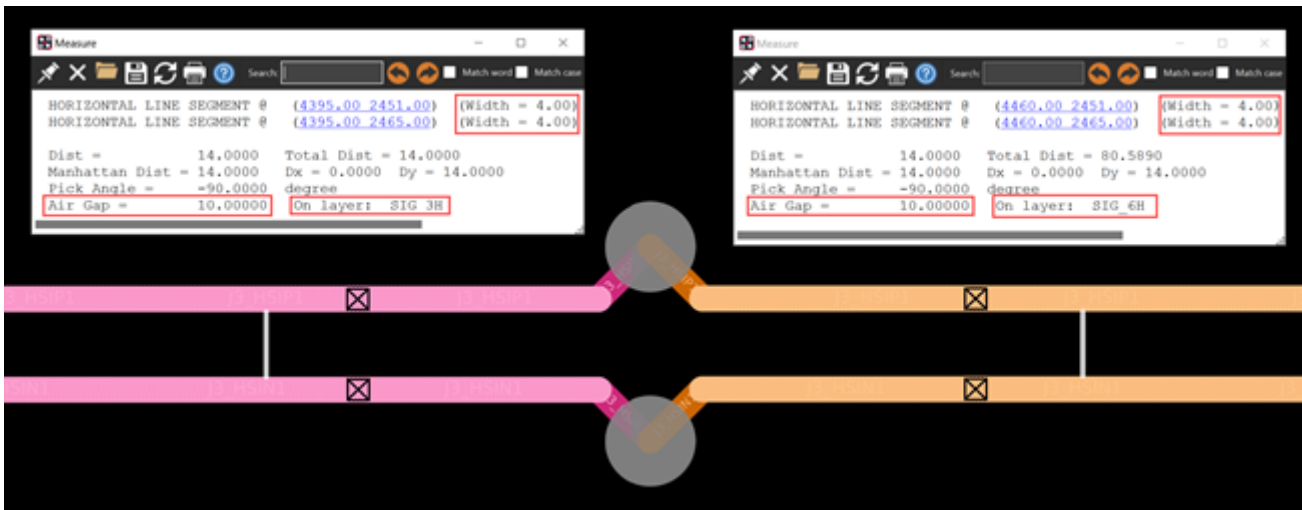 Measure
Search: Match word Match case
HORIZONTAL LINE SEGMENT @ (4395.00 2451.00) (Width = 4.00)
HORIZONTAL LINE SEGMENT @ (4395.00 2465.00) (Width = 4.00)
Dist = 14.0000 Total Dist = 14.0000
Manhattan Dist = 14.0000 Dx = 0.0000 Dy = 14.0000
Pick Angle = -90.0000 degree
Air Gap = 10.00000 On layer: SIG_3H
Measure
Search: Match word Match case
HORIZONTAL LINE SEGMENT @ (4460.00 2451.00) (Width = 4.00)
HORIZONTAL LINE SEGMENT @ (4460.00 2465.00) (Width = 4.00)
Dist = 14.0000 Total Dist = 80.5890
Manhattan Dist = 14.0000 Dx = 0.0000 Dy = 14.0000
Pick Angle = -90.0000 degree
Air Gap = 10.00000 On layer: SIG_6H
J3_HSIP1 J3_HSIP1 J3_HSIP1 J3_HSIP1 J3_HSIP1
J3_HSIN1 J3_HSIN1 J3_HSIN1